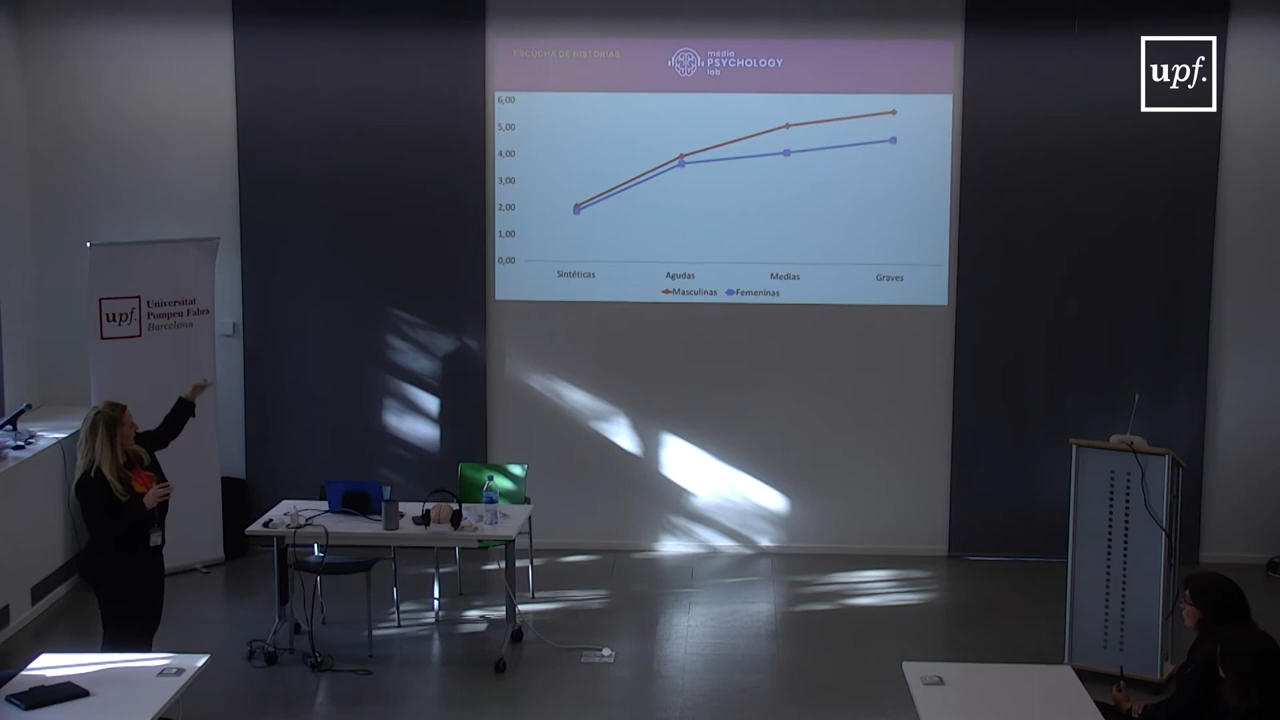 ESCUCHA DE HISTORIAS
media
PSYCHOLOGY
lab
6,00
5,00
4,00
3,00
2,00
1,00
0,00
Sintéticas Agudas Medias Graves
Masculinas Femeninas
upf.
upf.
Universitat
Pompeu Fabra
Barcelona